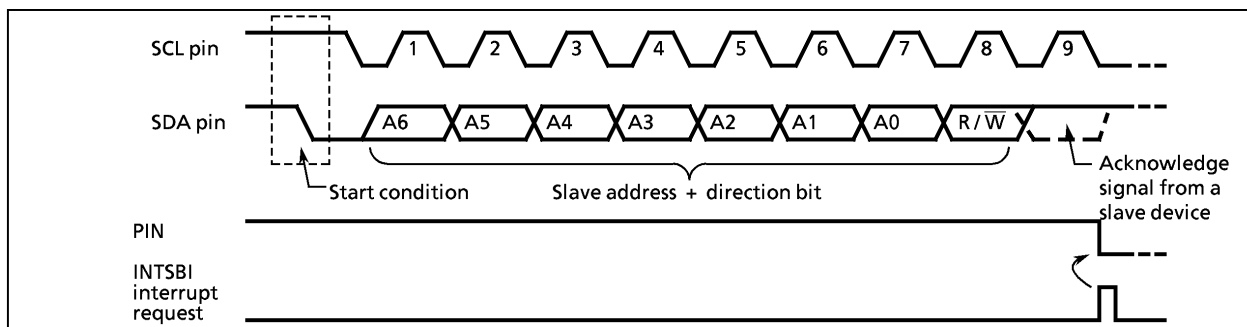 SCL pin
1 2 3 4 5 6 7 8 9
SDA pin
A6 A5 A4 A3 A2 A1 A0 R / W̅
Start condition
Slave address + direction bit
Acknowledge
signal from a
slave device
PIN
INTSBI
interrupt
request